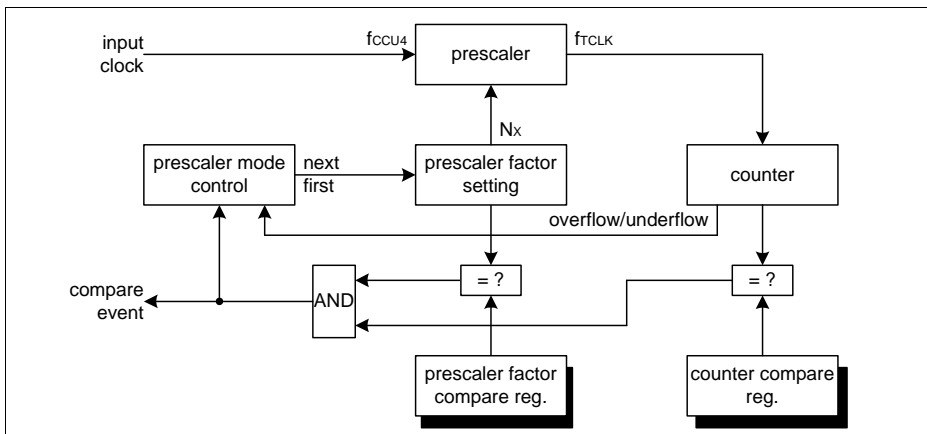 input
clock
fCCU4
prescaler
fTCLK
NX
prescaler mode
control
next
first
prescaler factor
setting
counter
overflow/underflow
= ?
= ?
compare
event
AND
prescaler factor
compare reg.
counter compare
reg.